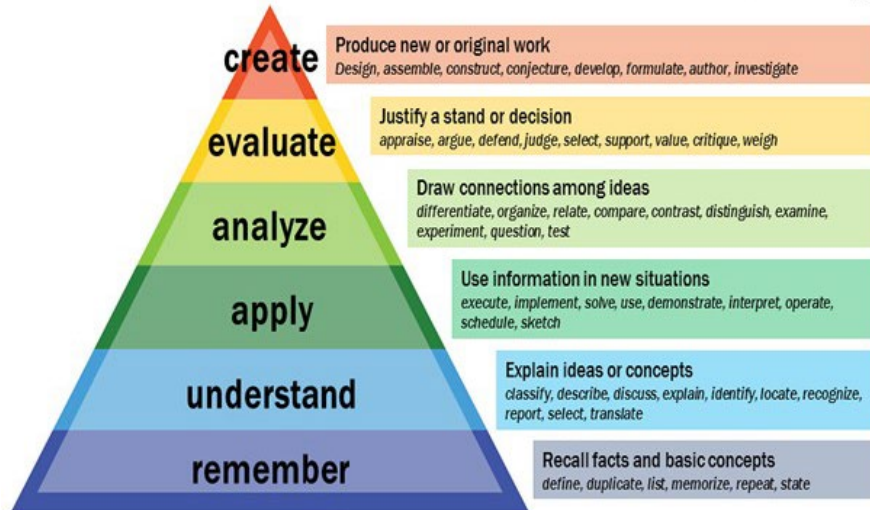 create
Produce new or original work
Design, assemble, construct, conjecture, develop, formulate, author, investigate
evaluate
Justify a stand or decision
appraise, argue, defend, judge, select, support, value, critique, weigh
analyze
Draw connections among ideas
differentiate, organize, relate, compare, contrast, distinguish, examine,
experiment, question, test
apply
Use information in new situations
execute, implement, solve, use, demonstrate, interpret, operate,
schedule, sketch
understand
Explain ideas or concepts
classify, describe, discuss, explain, identify, locate, recognize,
report, select, translate
remember
Recall facts and basic concepts
define, duplicate, list, memorize, repeat, state